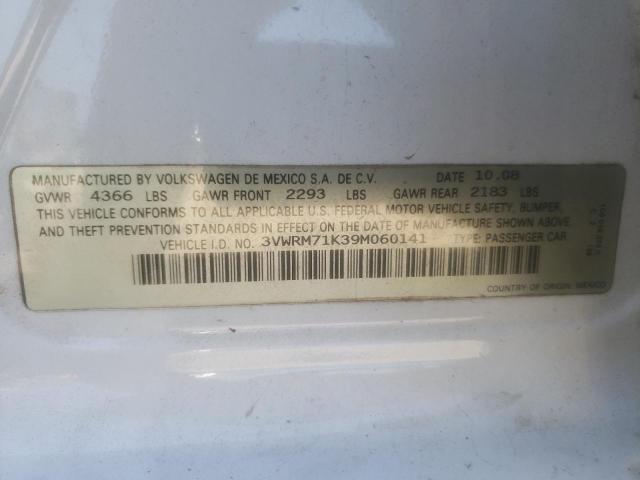 MANUFACTURED BY VOLKSWAGEN DE MEXICO S.A. DE C.V. DATE 10.08
GVWR 4366 LBS GAWR FRONT 2293 LBS GAWR REAR 2183 LBS
THIS VEHICLE CONFORMS TO ALL APPLICABLE U.S. FEDERAL MOTOR VEHICLE SAFETY, BUMPER,
AND THEFT PREVENTION STANDARDS IN EFFECT ON THE DATE OF MANUFACTURE SHOWN ABOVE.
VEHICLE I.D. NO. 3VWRM71K39M060141 TYPE: PASSENGER CAR
COUNTRY OF ORIGIN: MEXICO